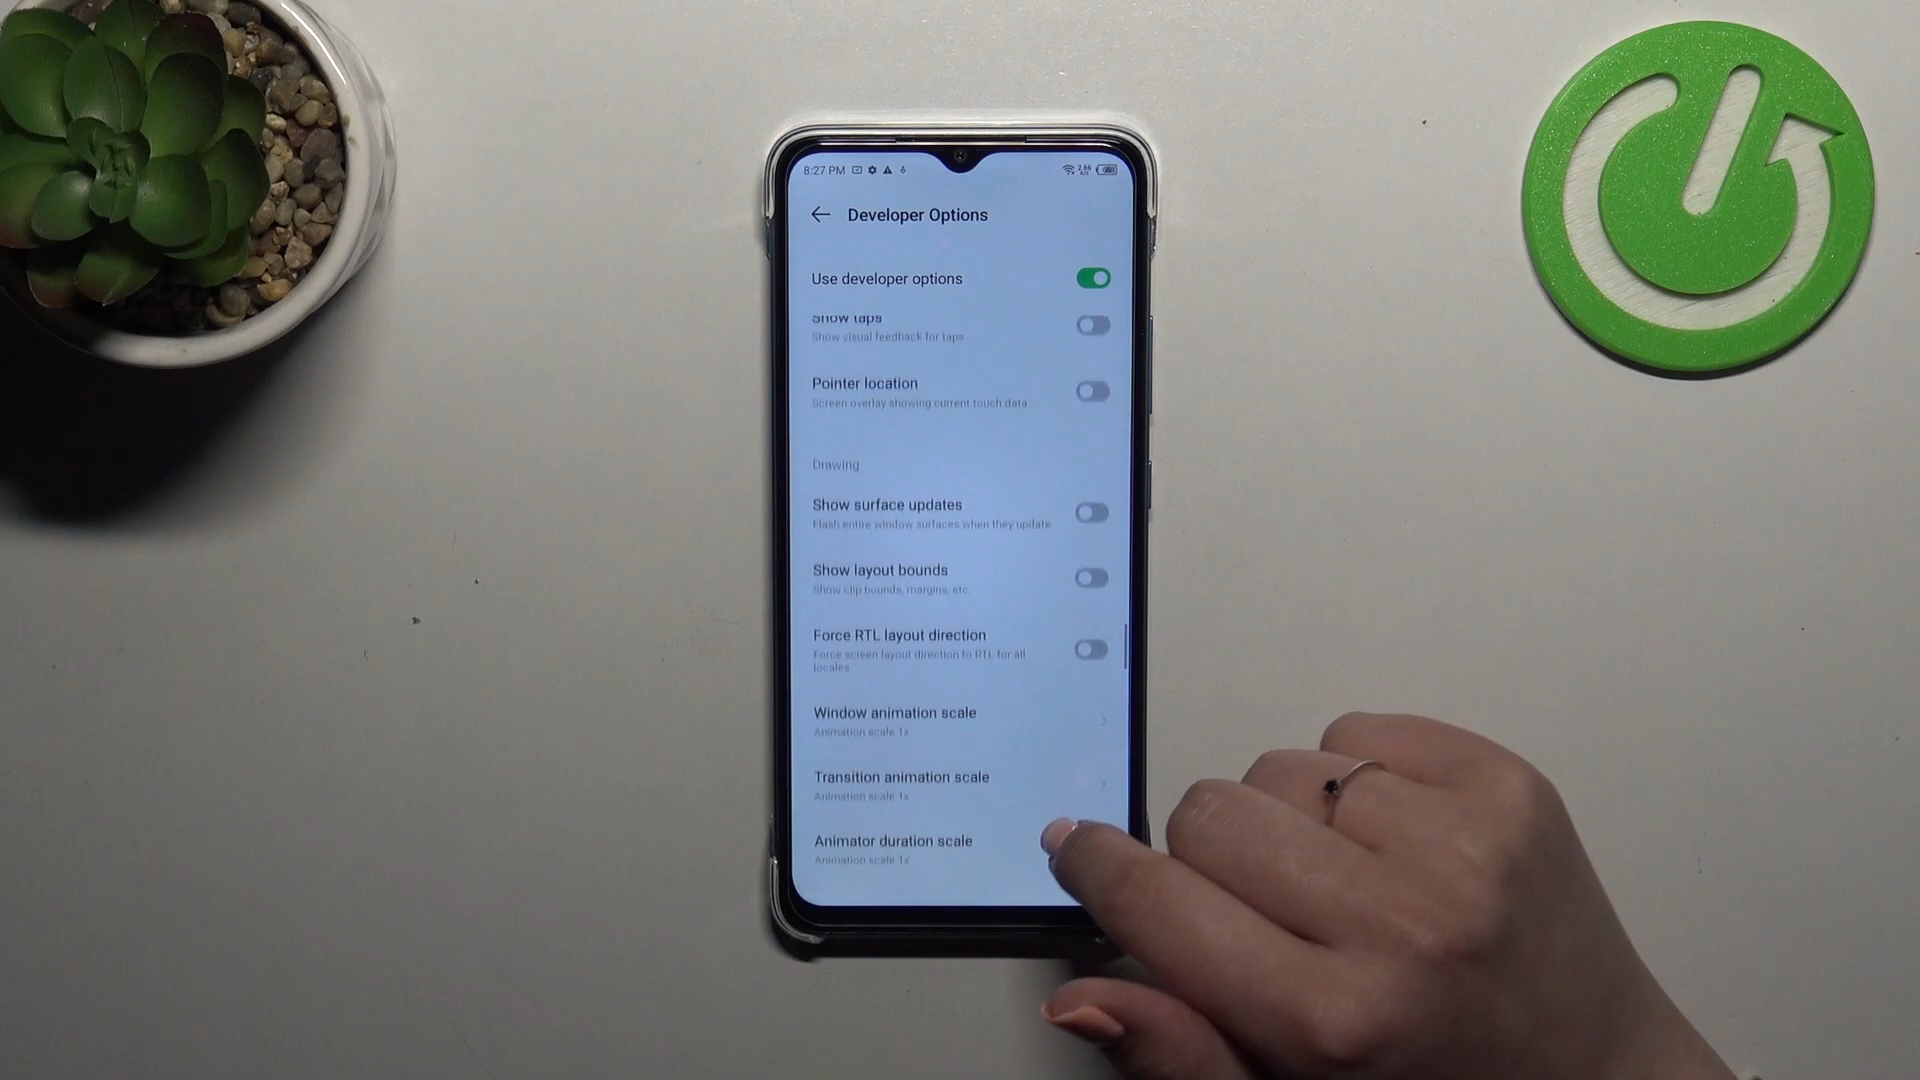 8:27 PM
Developer Options
Use developer options
Show taps
Show visual feedback for taps
Pointer location
Screen overlay showing current touch data
Drawing
Show surface updates
Flash entire window surfaces when they update
Show layout bounds
Show clip bounds, margins, etc.
Force RTL layout direction
Force screen layout direction to RTL for all
locales
Window animation scale
Animation scale 1x
Transition animation scale
Animation scale 1x
Animator duration scale
Animation scale 1x